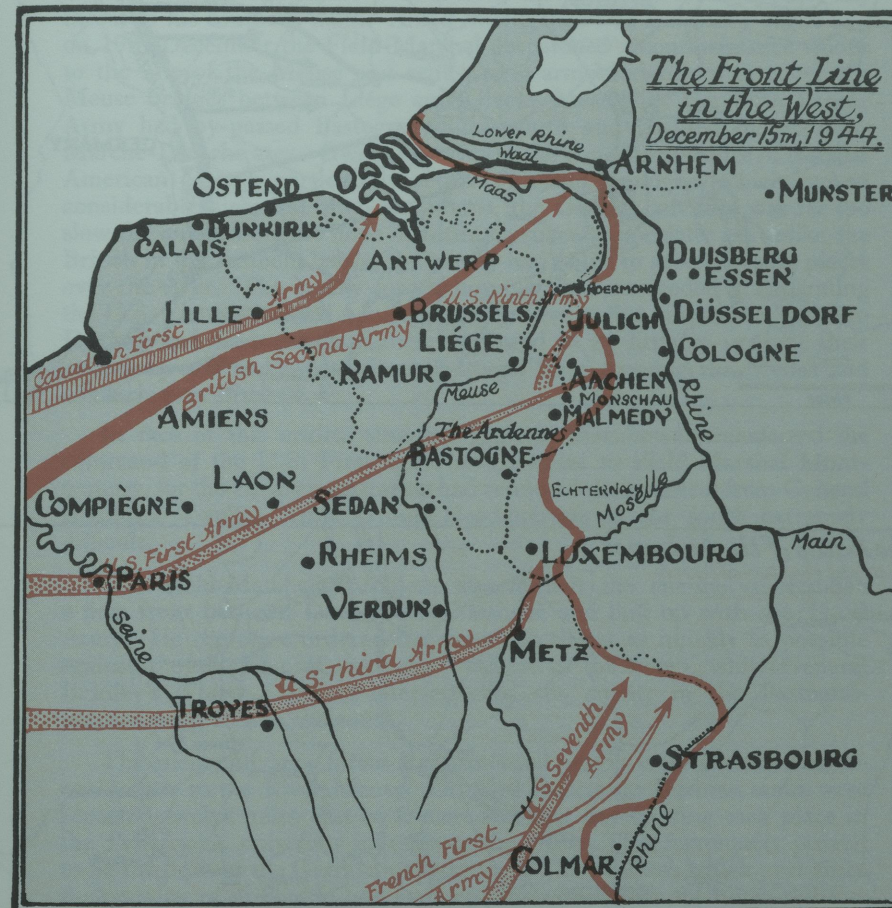 The Front Line
in the West,
December 15TH, 1944.
Lower Rhine
Waal
Maas
ARNHEM
MUNSTER
OSTEND
DUNKIRK
CALAIS
ANTWERP
DUISBERG
ESSEN
ROERMOND
U.S. Ninth Army
LILLE
BRUSSELS
JULICH
DÜSSELDORF
LIÉGE
COLOGNE
Canadian First Army
British Second Army
NAMUR
Meuse
AACHEN
MONSCHAU
MALMEDY
Rhine
AMIENS
The Ardennes
BASTOGNE
LAON
ECHTERNACH
Moselle
COMPIÈGNE
SEDAN
U.S. First Army
PARIS
RHEIMS
LUXEMBOURG
Main
Seine
VERDUN
METZ
U.S. Third Army
TROYES
U.S. Seventh
Army
STRASBOURG
French First
Army
COLMAR
Rhine